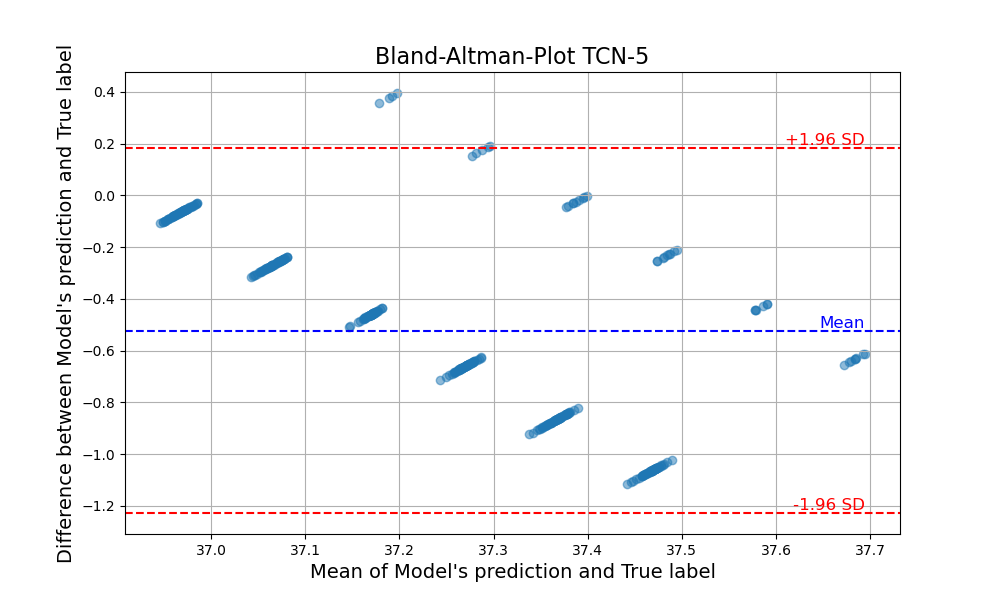 Bland-Altman-Plot TCN-5
Difference between Model's prediction and True label
0.4
0.2
0.0
−0.2
−0.4
−0.6
−0.8
−1.0
−1.2
+1.96 SD
Mean
-1.96 SD
37.0 37.1 37.2 37.3 37.4 37.5 37.6 37.7
Mean of Model's prediction and True label